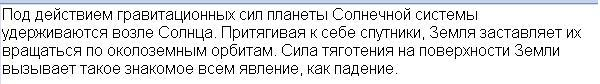 Под действием гравитационных сил планеты Солнечной системы
удерживаются возле Солнца. Притягивая к себе спутники, Земля заставляет их
вращаться по околоземным орбитам. Сила тяготения на поверхности Земли
вызывает такое знакомое всем явление, как падение.